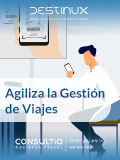 DESTINUX
Agiliza la Gestión
de Viajes
CONSULTIA
BUSINESS TRAVEL